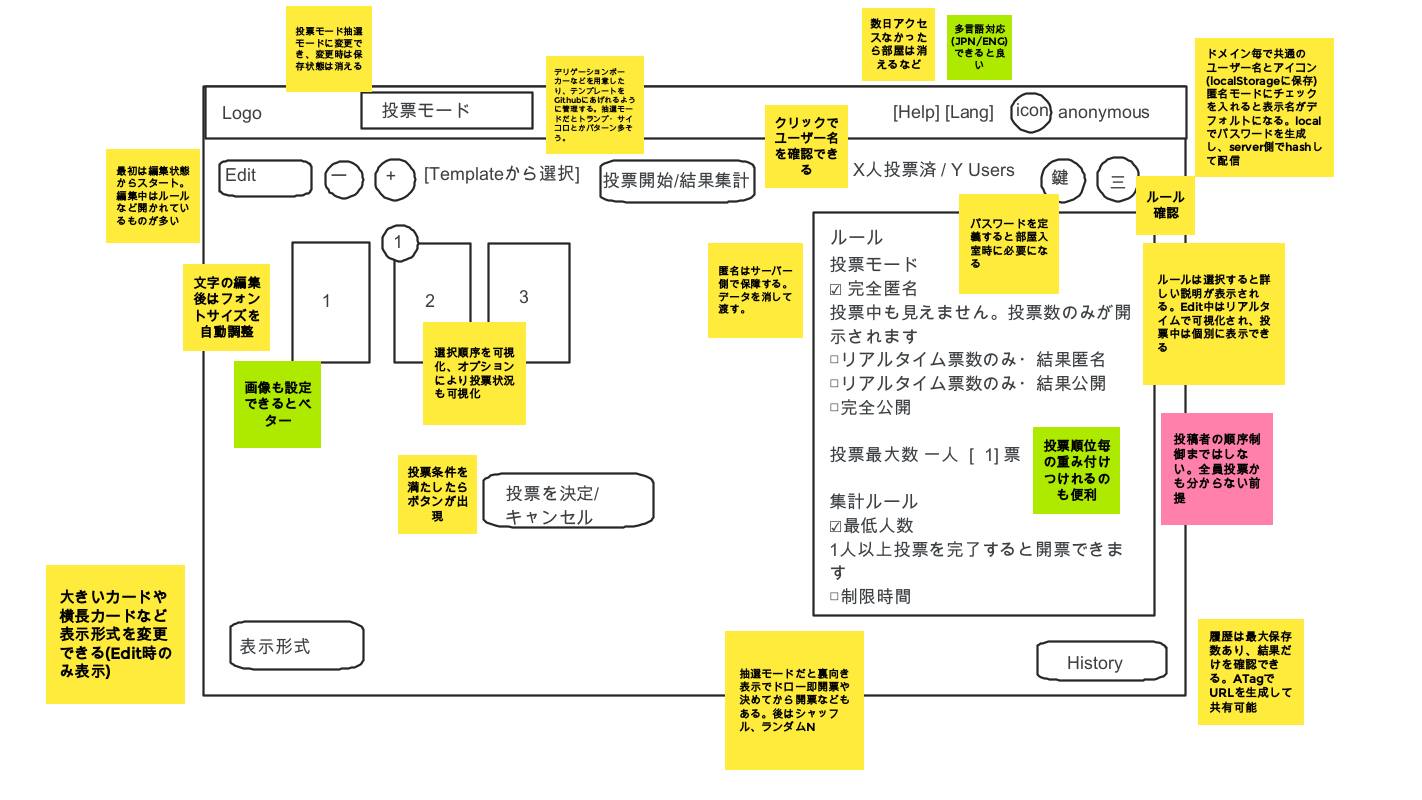 投票モード抽選
モードに変更で
き、変更時は保
存状態は消える
数日アクセ
スなかった
ら部屋は消
えるなど
多言語対応
(JPN/ENG)
できると良
い
ドメイン毎で共通の
ユーザー名とアイコン
(localStorageに保存)
匿名モードにチェック
を入れると表示名がデ
フォルトになる。local
でパスワードを生成
し、server側でhashし
て配信
デリゲーションポー
カーなどを用意した
り、テンプレートを
Githubにあげれるよう
に管理する。抽選モー
ドだとトランプ・サイ
コロとかパターン多そ
う。
Logo
投票モード
[Help] [Lang]
icon
anonymous
クリックで
ユーザー名
を確認でき
る
最初は編集状態
からスタート。
編集中はルール
など開かれてい
るものが多い
Edit
ー
+
[Templateから選択]
投票開始/結果集計
X人投票済 / Y Users
鍵
三
ルール
確認
パスワードを定
義すると部屋入
室時に必要にな
る
文字の編集
後はフォン
トサイズを
自動調整
1
1
2
3
匿名はサーバー
側で保障する。
データを消して
渡す。
ルールは選択すると詳
しい説明が表示され
る。Edit中はリアルタ
イムで可視化され、投
票中は個別に表示でき
る
選択順序を可視
化、オプション
により投票状況
も可視化
画像も設定
できるとベ
ター
ルール
投票モード
☑ 完全匿名
投票中も見えません。投票数のみが開
示されます
□リアルタイム票数のみ・ 結果匿名
□リアルタイム票数のみ・ 結果公開
□完全公開
投票最大数 一人 [ 1] 票
集計ルール
☑最低人数
1人以上投票を完了すると開票できま
す
□制限時間
投票順位毎
の重み付け
つけれるの
も便利
投稿者の順序制
御まではしな
い。全員投票か
も分からない前
提
投票条件を
満たしたら
ボタンが出
現
投票を決定/
キャンセル
大きいカードや
横長カードなど
表示形式を変更
できる(Edit時の
み表示)
表示形式
抽選モードだと裏向き
表示でドロー即開票や
決めてから開票なども
ある。後はシャッフ
ル、ランダムN
History
履歴は最大保存
数あり、結果だ
けを確認でき
る。ATagで
URLを生成して
共有可能